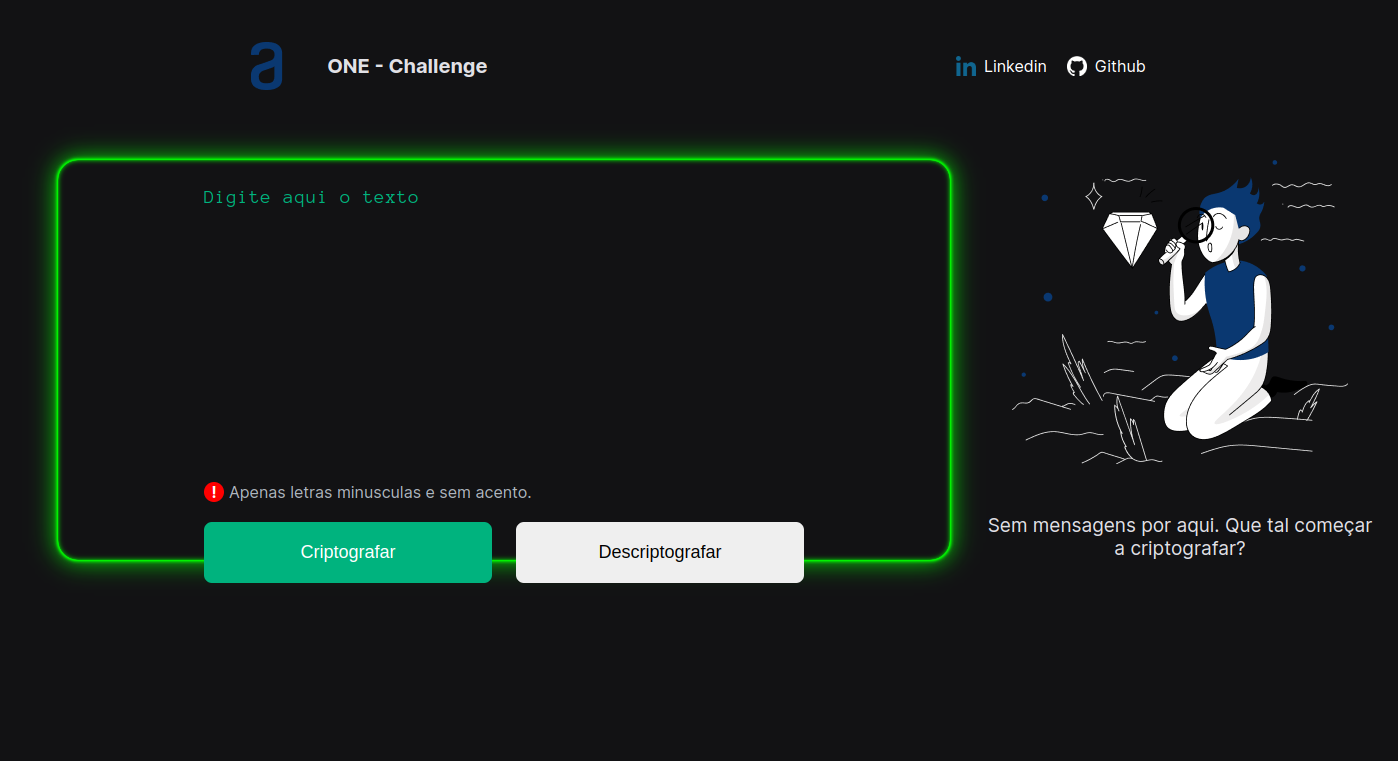 a
ONE - Challenge
in Linkedin
Github
Digite aqui o texto
! Apenas letras minusculas e sem acento.
Criptografar
Descriptografar
Sem mensagens por aqui. Que tal começar
a criptografar?